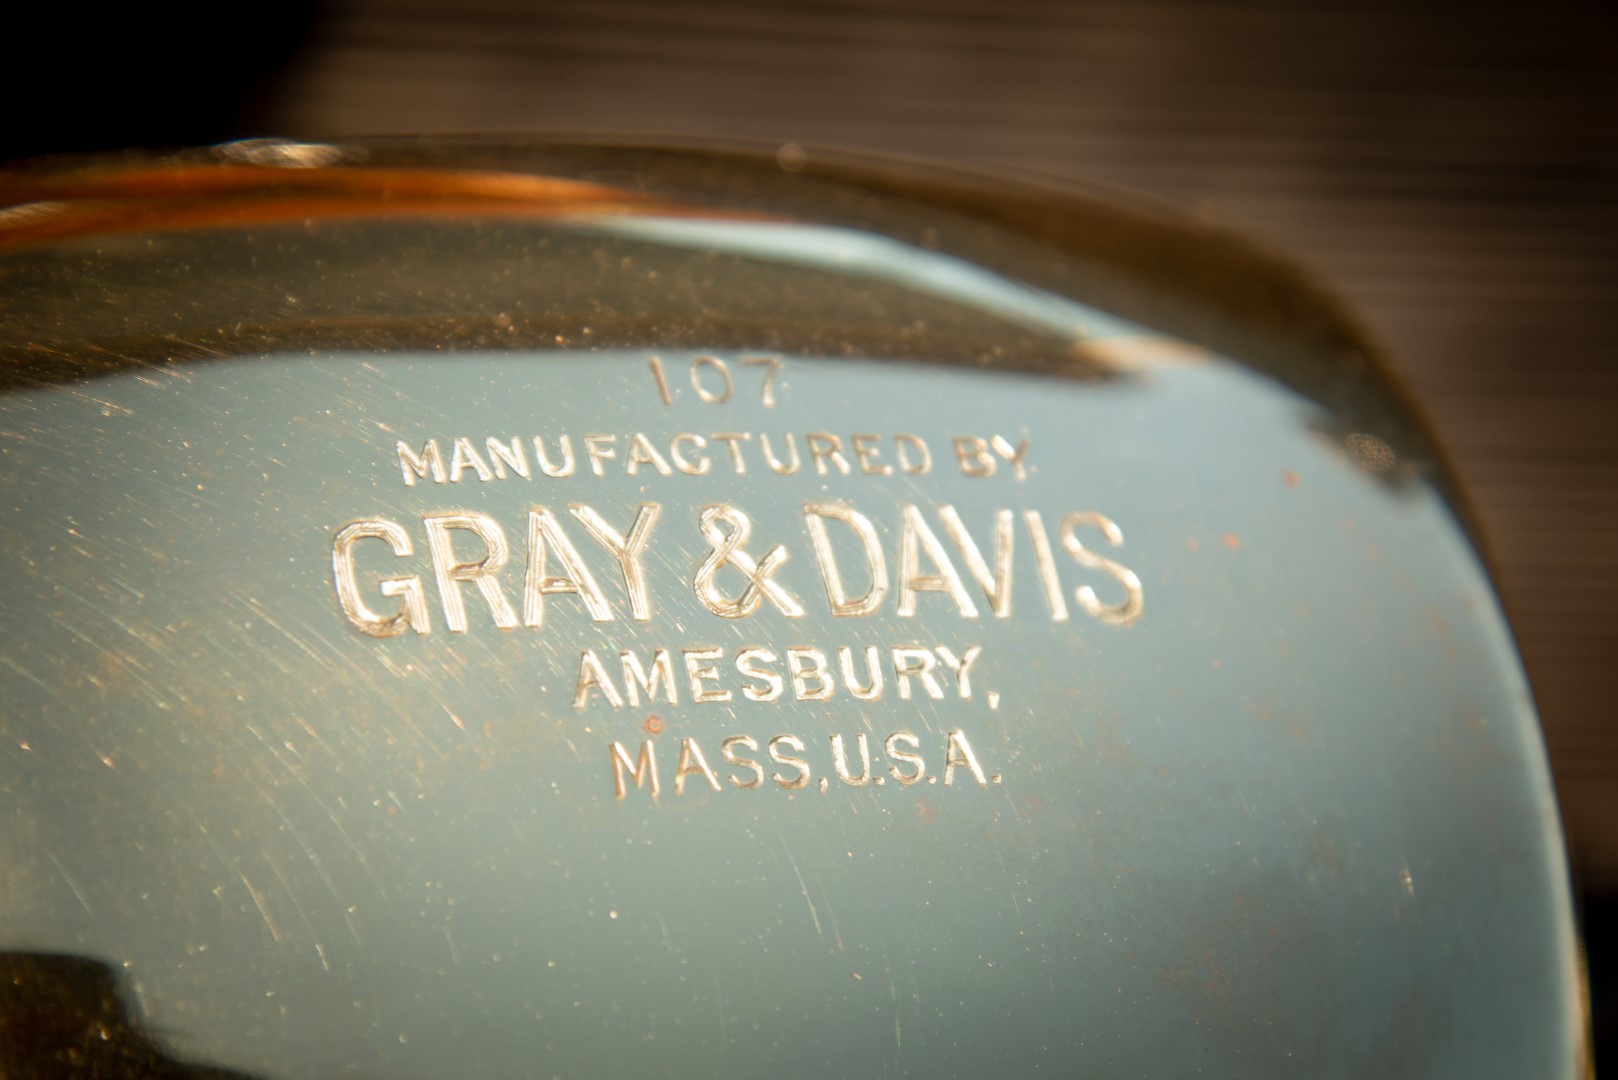 107
MANUFACTURED BY
GRAY & DAVIS
AMESBURY,
MASS,U.S.A.